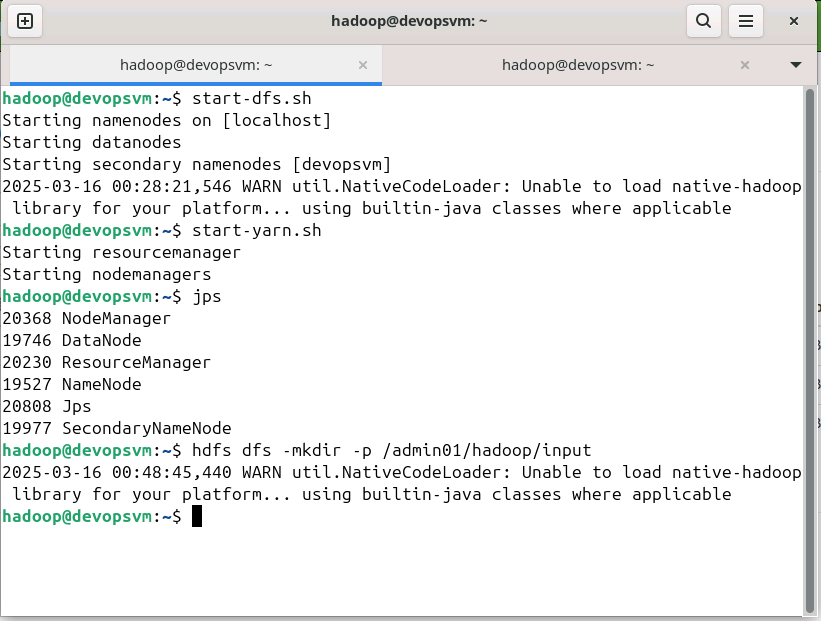 hadoop@devopsvm: ~
hadoop@devopsvm: ~
hadoop@devopsvm: ~
hadoop@devopsvm:~$ start-dfs.sh
Starting namenodes on [localhost]
Starting datanodes
Starting secondary namenodes [devopsvm]
2025-03-16 00:28:21,546 WARN util.NativeCodeLoader: Unable to load native-hadoop
 library for your platform... using builtin-java classes where applicable
hadoop@devopsvm:~$ start-yarn.sh
Starting resourcemanager
Starting nodemanagers
hadoop@devopsvm:~$ jps
20368 NodeManager
19746 DataNode
20230 ResourceManager
19527 NameNode
20808 Jps
19977 SecondaryNameNode
hadoop@devopsvm:~$ hdfs dfs -mkdir -p /admin01/hadoop/input
2025-03-16 00:48:45,440 WARN util.NativeCodeLoader: Unable to load native-hadoop
 library for your platform... using builtin-java classes where applicable
hadoop@devopsvm:~$